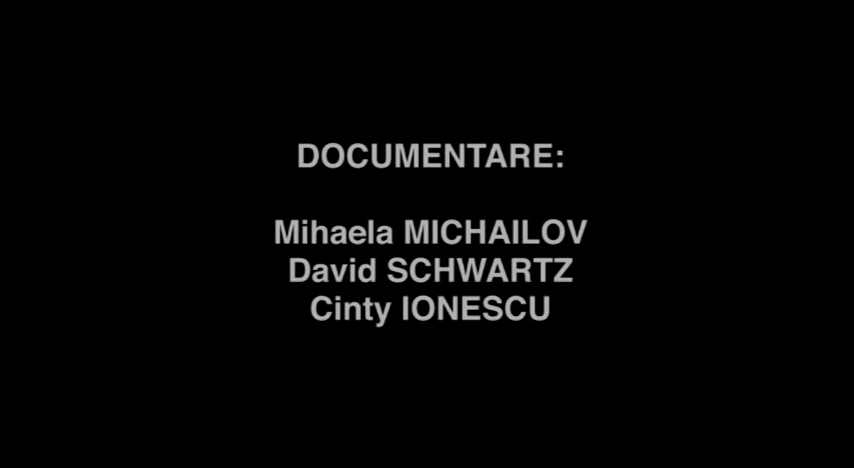 DOCUMENTARE:
Mihaela MICHAILOV
David SCHWARTZ
Cinty IONESCU